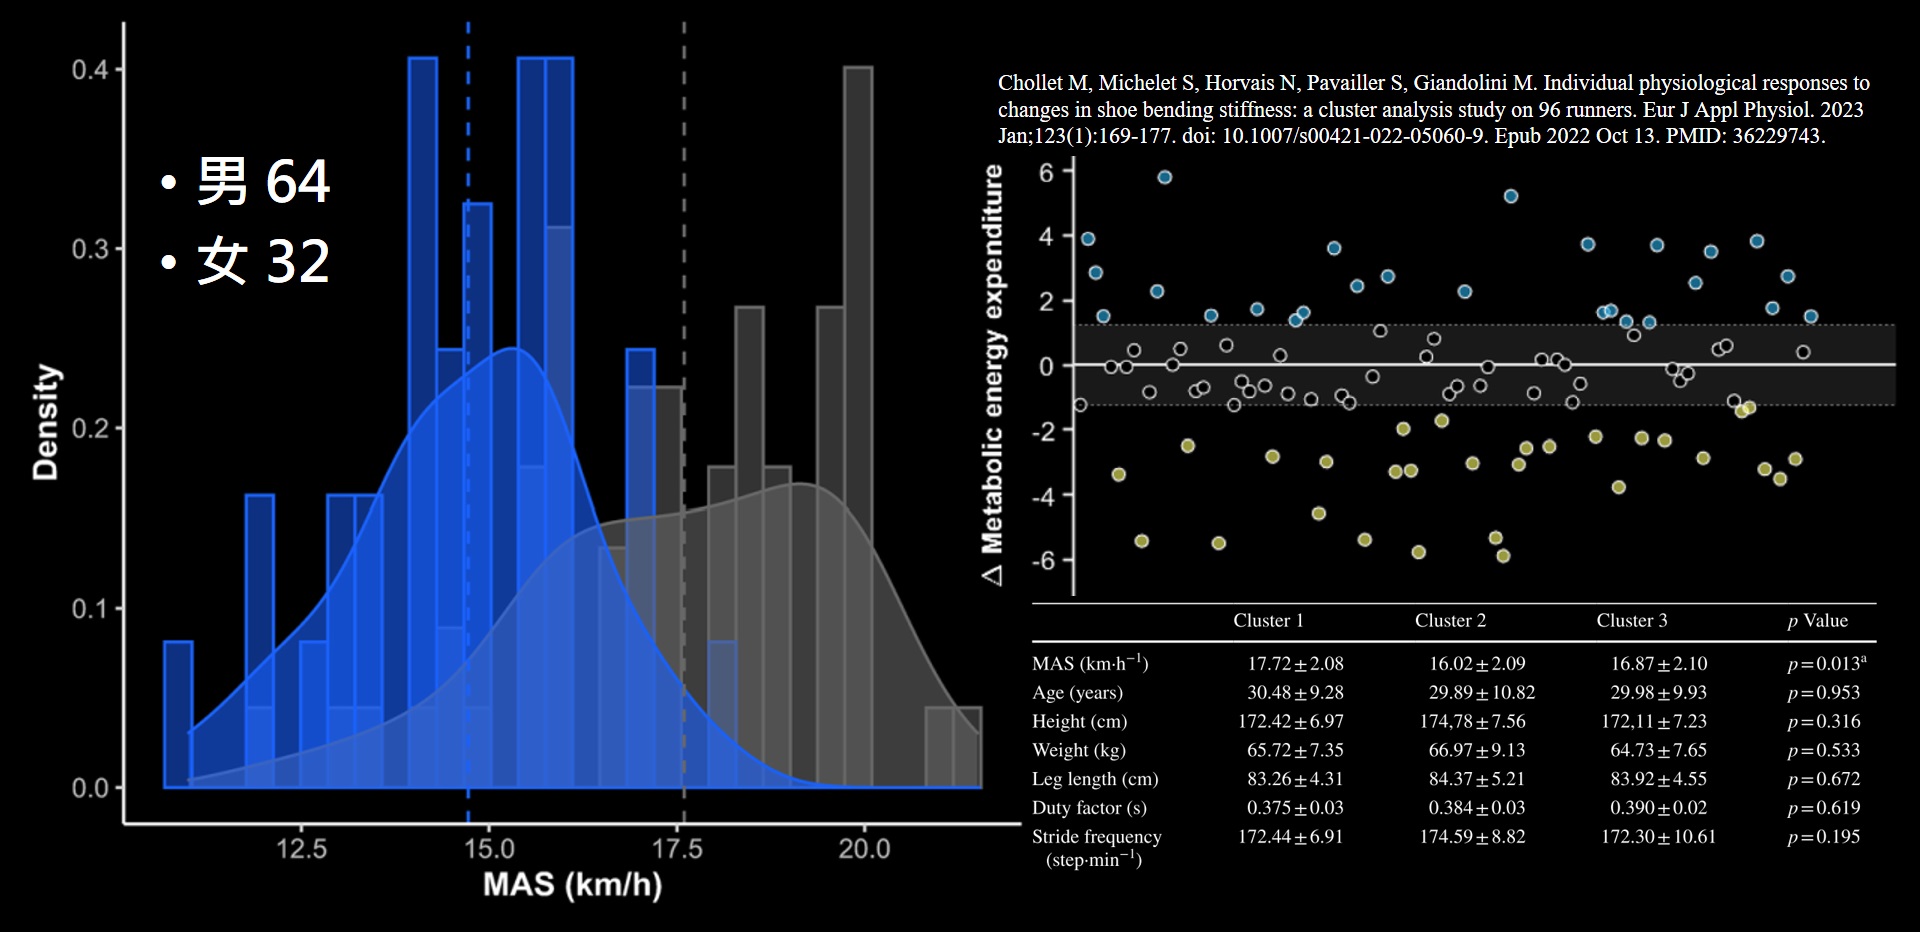 0.4
0.3
0.2
0.1
0.0
Density
• 男 64
• 女 32
12.5 15.0 17.5 20.0
MAS (km/h)
Chollet M, Michelet S, Horvais N, Pavailler S, Giandolini M. Individual physiological responses to
changes in shoe bending stiffness: a cluster analysis study on 96 runners. Eur J Appl Physiol. 2023
Jan;123(1):169-177. doi: 10.1007/s00421-022-05060-9. Epub 2022 Oct 13. PMID: 36229743.
△ Metabolic energy expenditure
6
4
2
0
-2
-4
-6
Cluster 1 Cluster 2 Cluster 3 p Value
MAS (km·h⁻¹) 17.72±2.08 16.02±2.09 16.87±2.10 p=0.013ᵃ
Age (years) 30.48±9.28 29.89±10.82 29.98±9.93 p=0.953
Height (cm) 172.42±6.97 174,78±7.56 172,11±7.23 p=0.316
Weight (kg) 65.72±7.35 66.97±9.13 64.73±7.65 p=0.533
Leg length (cm) 83.26±4.31 84.37±5.21 83.92±4.55 p=0.672
Duty factor (s) 0.375±0.03 0.384±0.03 0.390±0.02 p=0.619
Stride frequency 172.44±6.91 174.59±8.82 172.30±10.61 p=0.195
(step·min⁻¹)